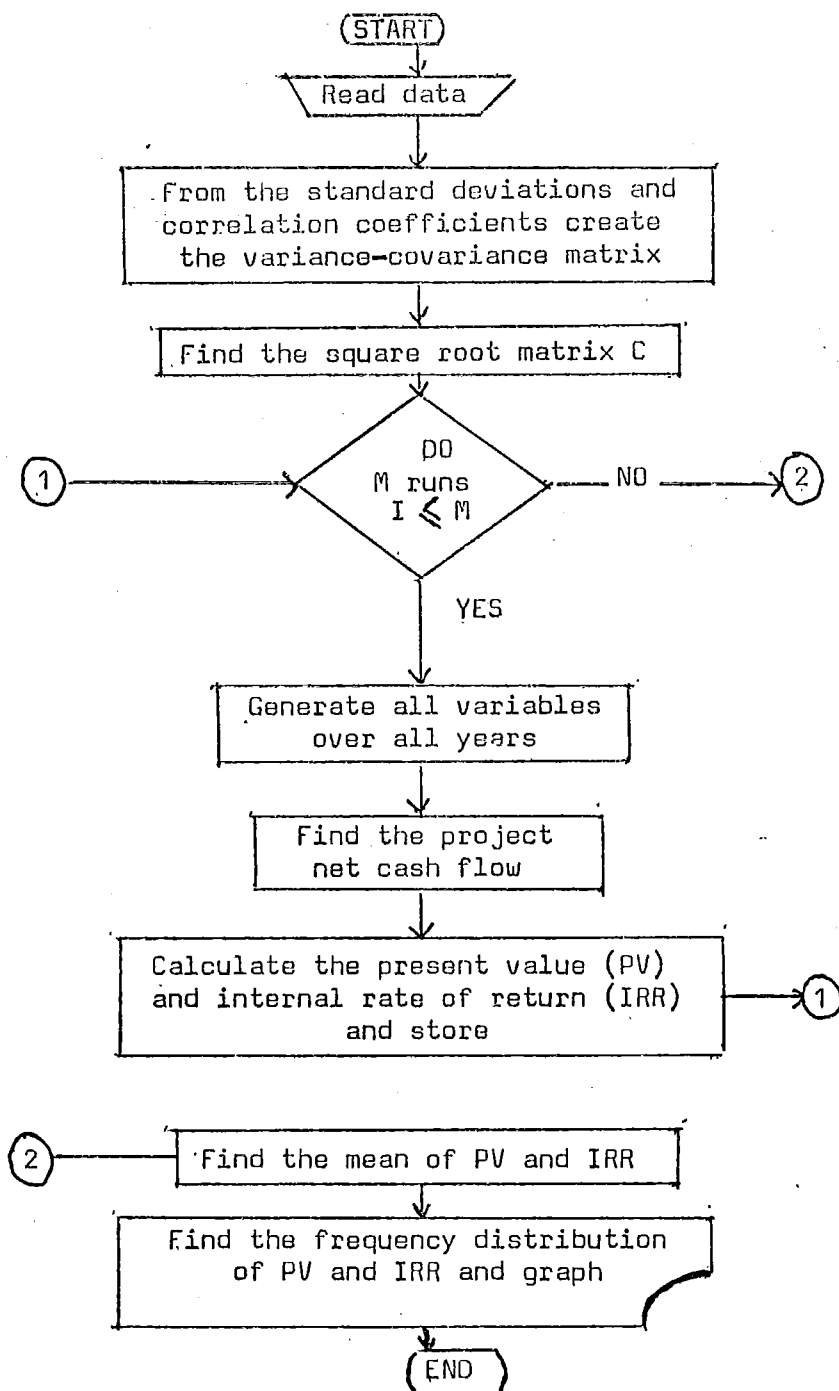 (START)
Read data
From the standard deviations and
correlation coefficients create
the variance-covariance matrix
Find the square root matrix C
DO
1
M runs
NO
2
I ≤ M
YES
Generate all variables
over all years
Find the project
net cash flow
Calculate the present value (PV)
and internal rate of return (IRR)
1
and store
2
Find the mean of PV and IRR
Find the frequency distribution
of PV and IRR and graph
(END)